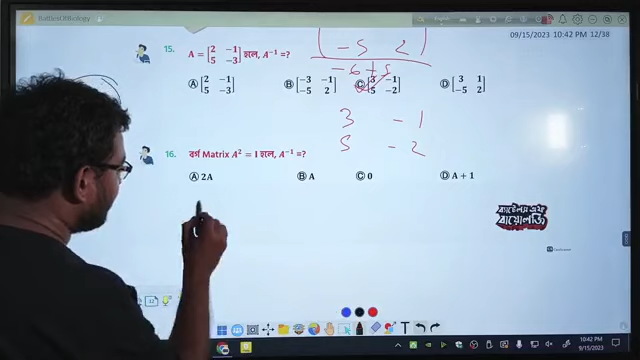 BattlesOfBiology
09/15/2023 10:42 PM 12/38
-5 2
15. A = [2 -1 5 -3] হলে, A⁻¹ =?
-6+5
A [2 -1 5 -3] B [-3 -1 -5 2] C [3 -1 5 -2] D [3 1 -5 2]
3 -1
5 -2
16. বর্গ Matrix A² = I হলে, A⁻¹ =?
A 2A B A C 0 D A + 1
ব্যাটেলস এফ
বায়োলজি
T
10:42 PM
9/15/2023